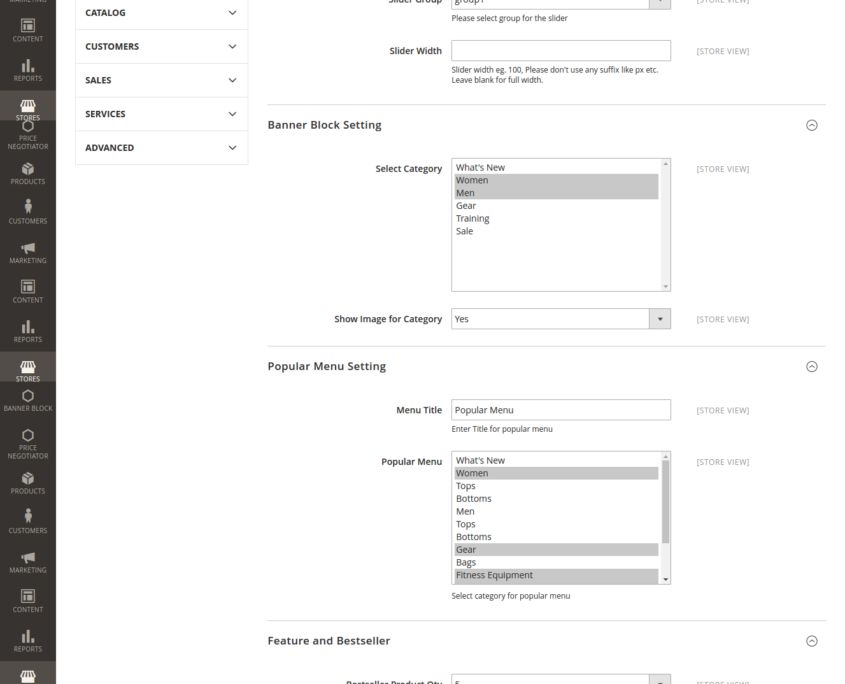 MARKETING
CONTENT
REPORTS
STORES
PRICE
NEGOTIATOR
PRODUCTS
CUSTOMERS
MARKETING
CONTENT
REPORTS
STORES
BANNER BLOCK
PRICE
NEGOTIATOR
PRODUCTS
CUSTOMERS
MARKETING
CONTENT
REPORTS
CATALOG
CUSTOMERS
SALES
SERVICES
ADVANCED
Slider Group group1 [STORE VIEW]
Please select group for the slider
Slider Width [STORE VIEW]
Slider width eg. 100, Please don't use any suffix like px etc.
Leave blank for full width.
Banner Block Setting
Select Category [STORE VIEW]
What's New
Women
Men
Gear
Training
Sale
Show Image for Category Yes [STORE VIEW]
Popular Menu Setting
Menu Title Popular Menu [STORE VIEW]
Enter Title for popular menu
Popular Menu [STORE VIEW]
What's New
Women
Tops
Bottoms
Men
Tops
Bottoms
Gear
Bags
Fitness Equipment
Select category for popular menu
Feature and Bestseller
Bestseller Product Qty 5 [STORE VIEW]